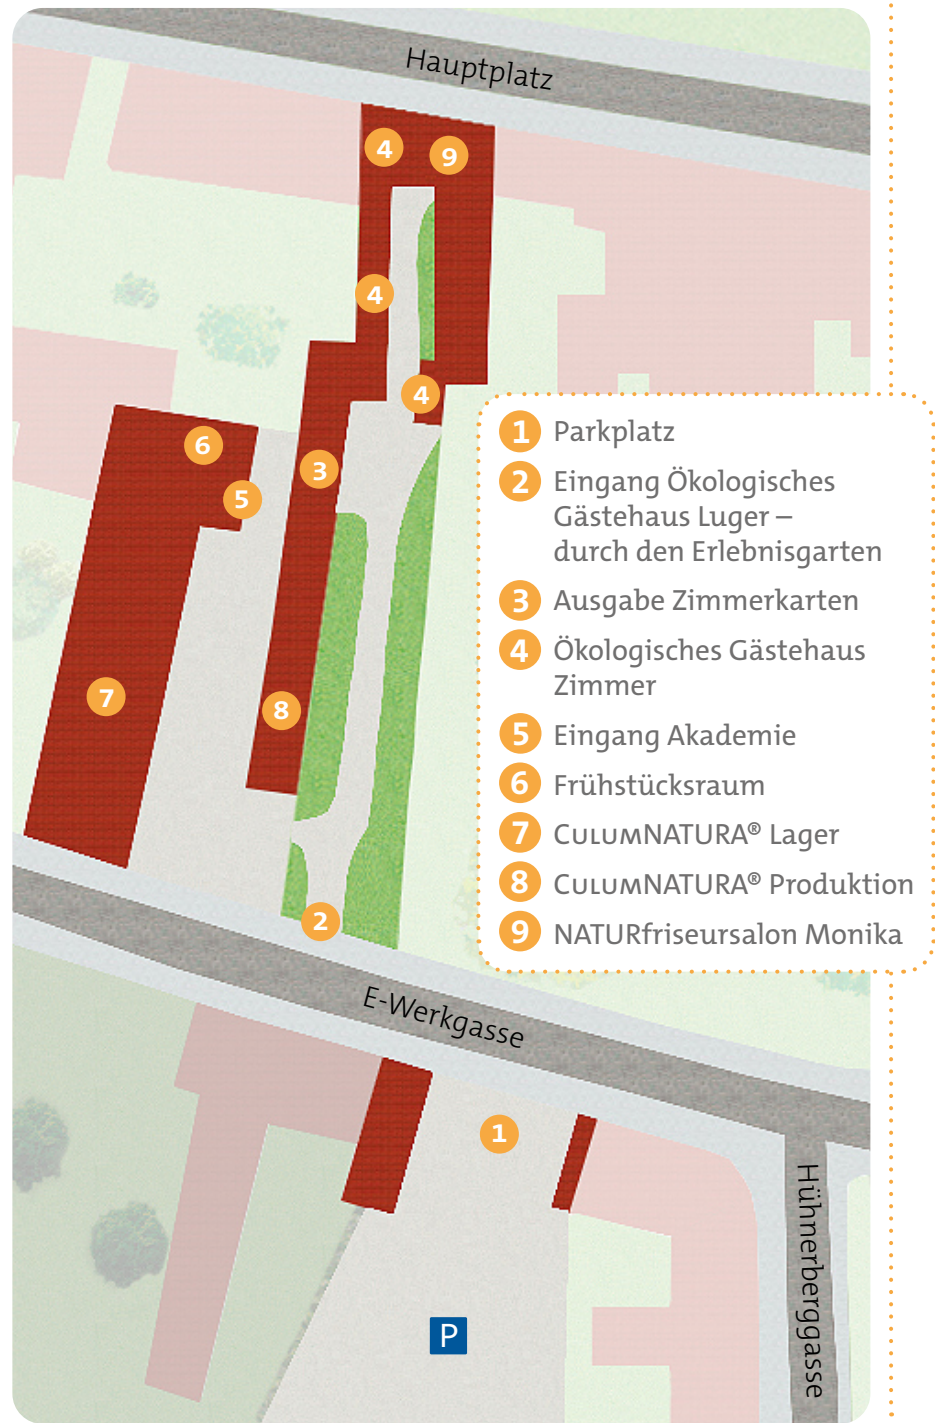 Hauptplatz
4
9
4
4
6
5
3
7
8
2
1 Parkplatz
2 Eingang Ökologisches
Gästehaus Luger –
durch den Erlebnisgarten
3 Ausgabe Zimmerkarten
4 Ökologisches Gästehaus
Zimmer
5 Eingang Akademie
6 Frühstücksraum
7 CULUMNATURA® Lager
8 CULUMNATURA® Produktion
9 NATURfriseursalon Monika
E-Werkgasse
1
Hühnerberggasse
P